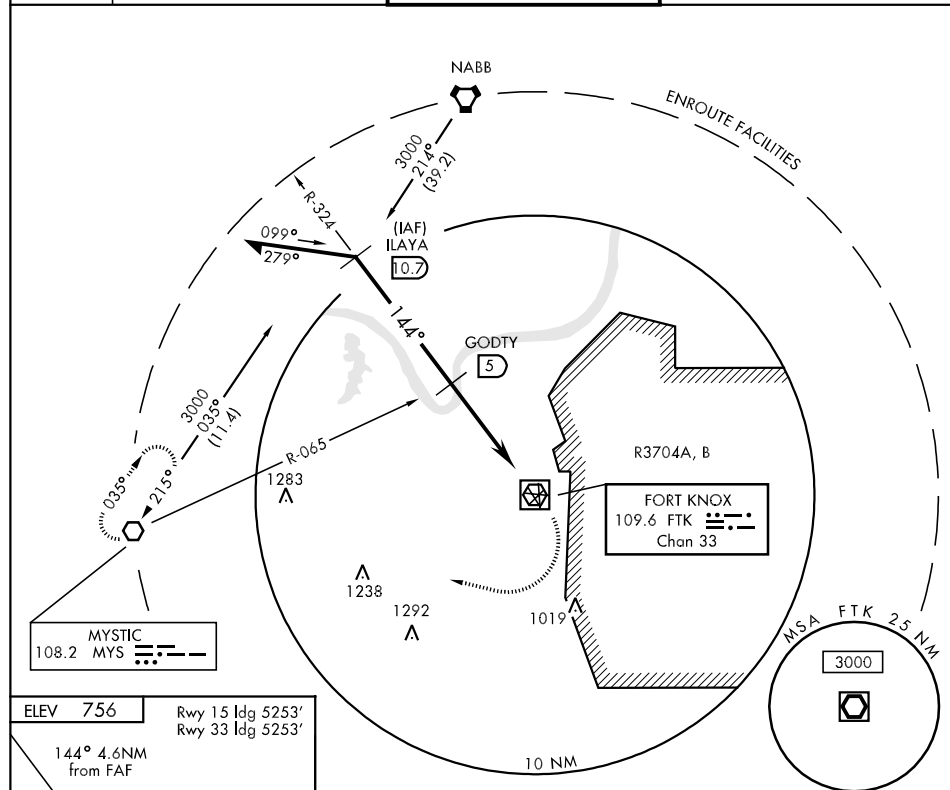 NABB
ENROUTE FACILITIES
3000
214°
(39.2)
R-324
099°
279°
(IAF)
ILAYA
10.7
144°
GODTY
5
3000
035°
(11.4)
R-065
035°
215°
1283
R3704A, B
FORT KNOX
109.6 FTK
Chan 33
1238
1292
1019
MYSTIC
108.2 MYS
MSA FTK 25 NM
3000
ELEV 756
Rwy 15 ldg 5253'
Rwy 33 ldg 5253'
144° 4.6NM
from FAF
10 NM